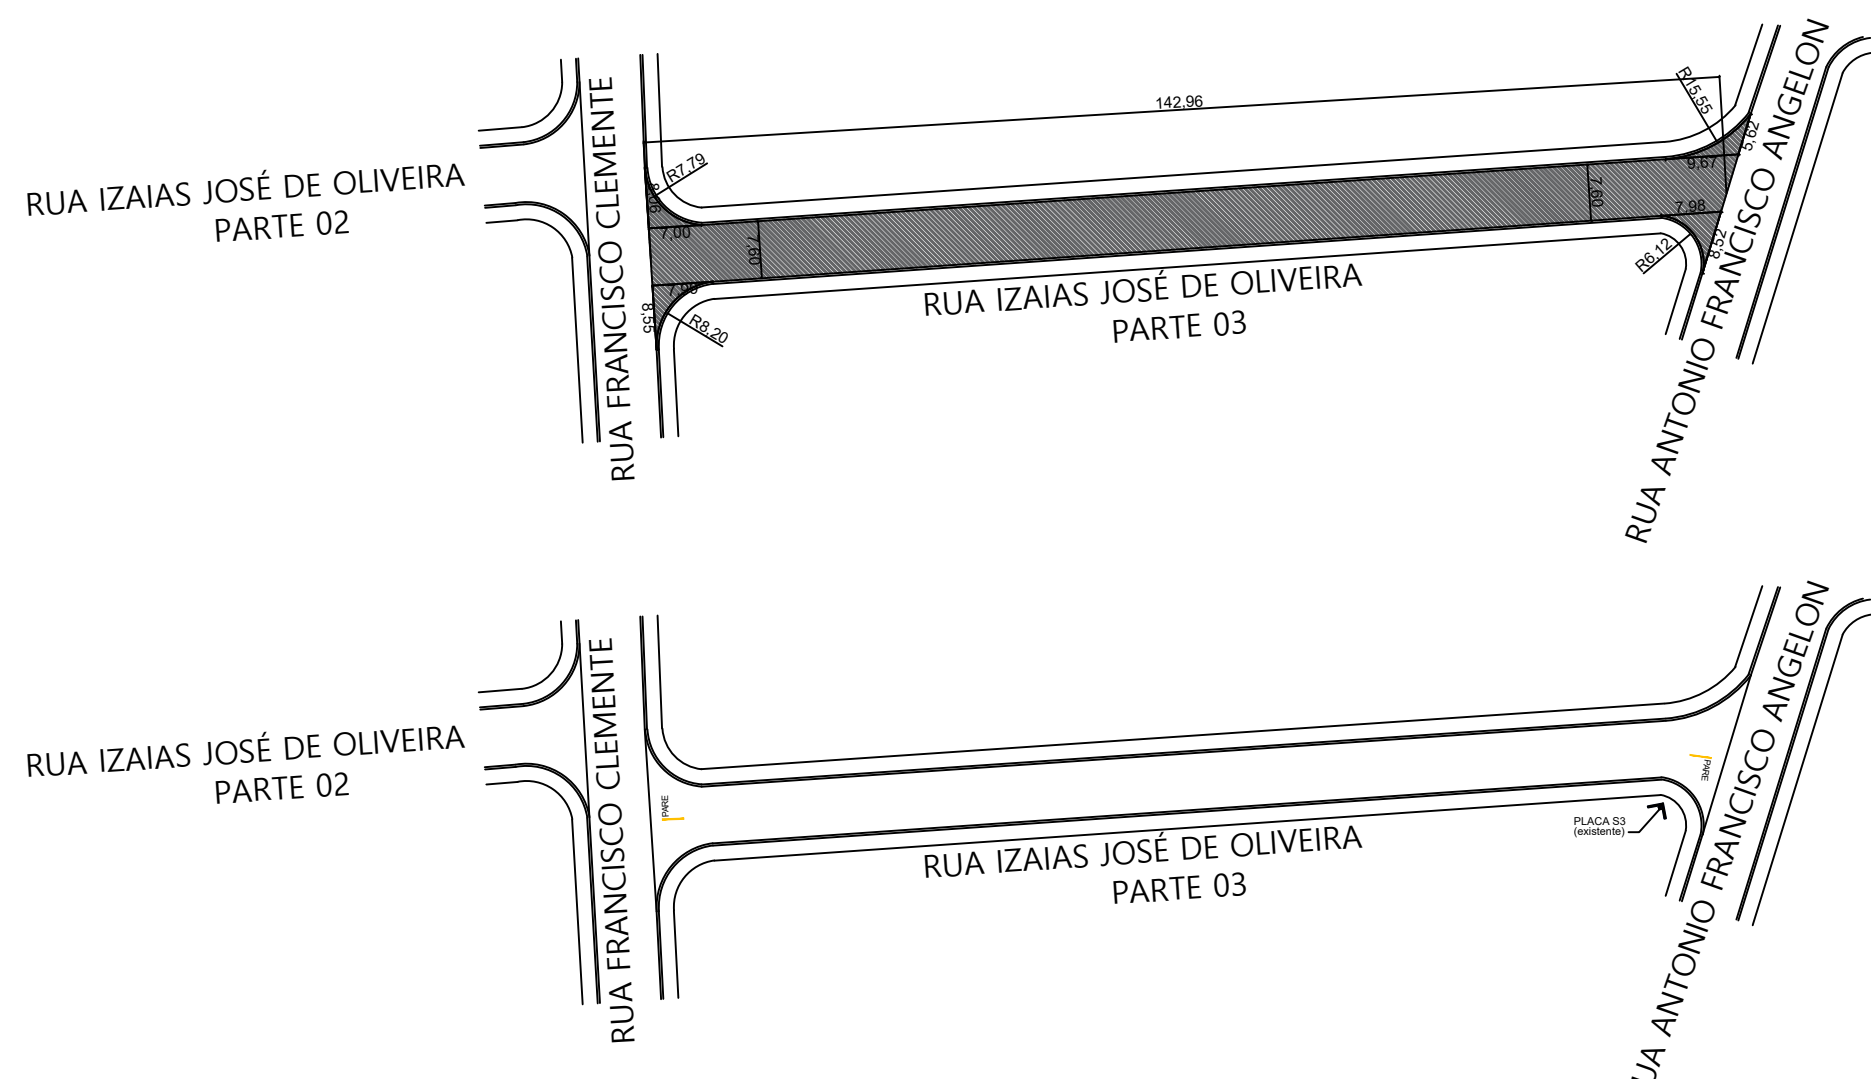 RUA IZAIAS JOSÉ DE OLIVEIRA
PARTE 02
RUA FRANCISCO CLEMENTE
142,96
R7,79
7,00
7,60
8,55
R8,20
RUA IZAIAS JOSÉ DE OLIVEIRA
PARTE 03
R15,55
5,62
9,67
7,60
7,98
R6,12
8,52
RUA ANTONIO FRANCISCO ANGELON
RUA IZAIAS JOSÉ DE OLIVEIRA
PARTE 02
RUA FRANCISCO CLEMENTE
PARE
RUA IZAIAS JOSÉ DE OLIVEIRA
PARTE 03
PARE
PLACA S3
(existente)
ANTONIO FRANCISCO ANGELON